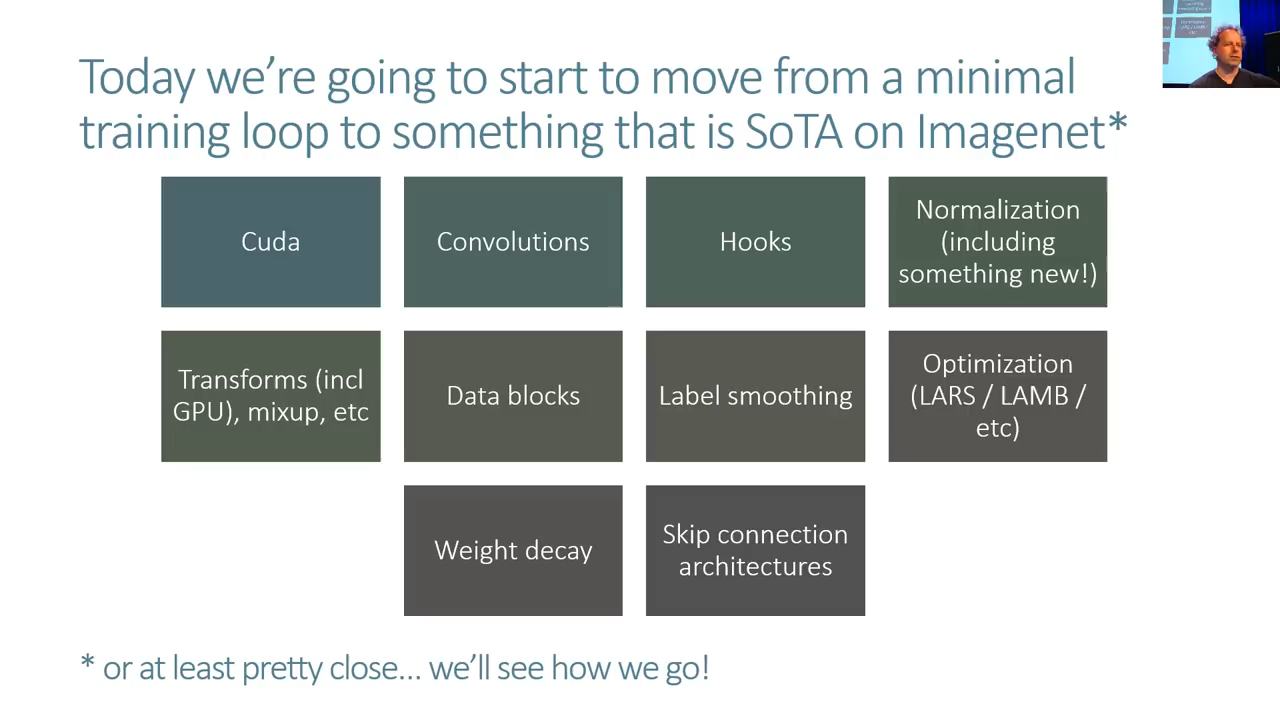 Today we’re going to start to move from a minimal
training loop to something that is SoTA on Imagenet*
Cuda
Convolutions
Hooks
Normalization
(including
something new!)
Transforms (incl
GPU), mixup, etc
Data blocks
Label smoothing
Optimization
(LARS / LAMB /
etc)
Weight decay
Skip connection
architectures
* or at least pretty close... we’ll see how we go!